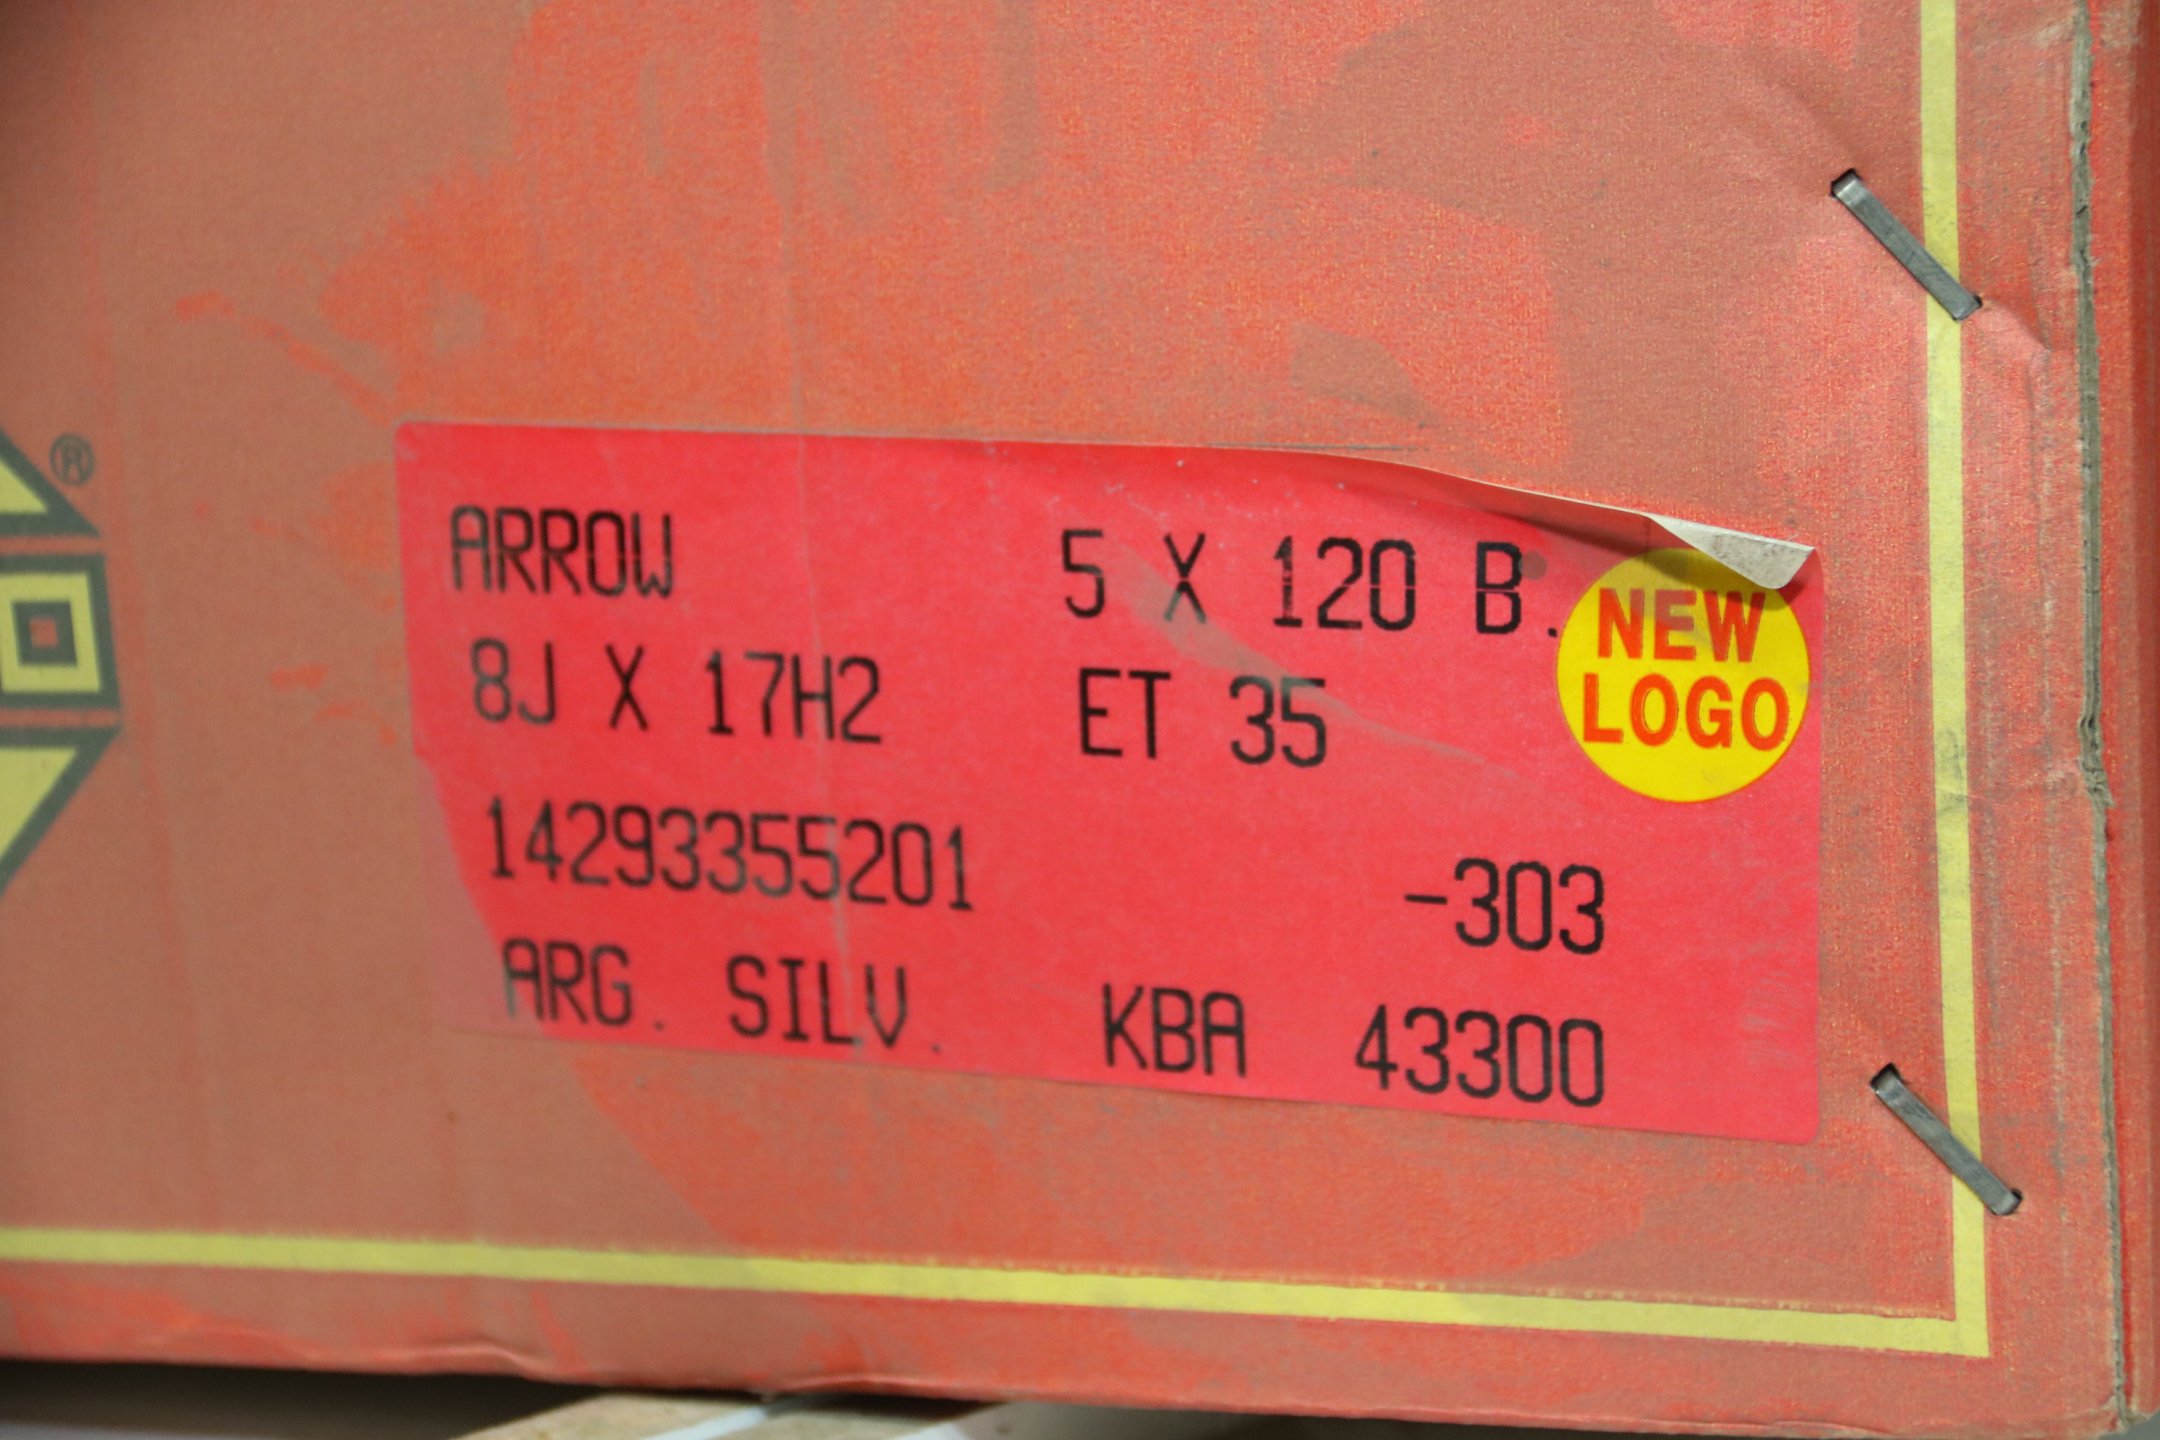 ®
ARROW 5 X 120 B.
8J X 17H2 ET 35
NEW
LOGO
14293355201 -303
ARG. SILV. KBA 43300